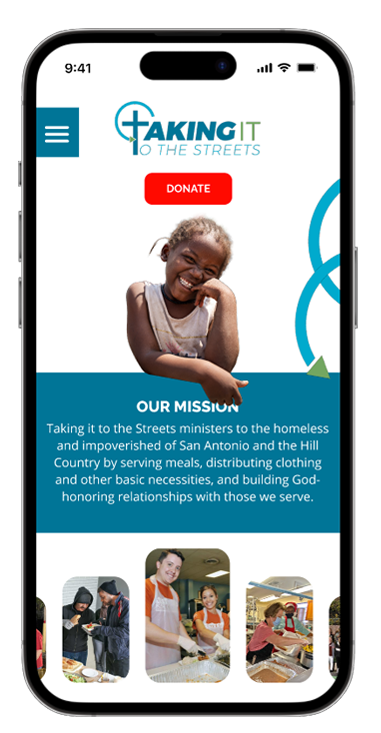 9:41
TAKING IT
TO THE STREETS
DONATE
OUR MISSION
Taking it to the Streets ministers to the homeless
and impoverished of San Antonio and the Hill
Country by serving meals, distributing clothing
and other basic necessities, and building God-
honoring relationships with those we serve.